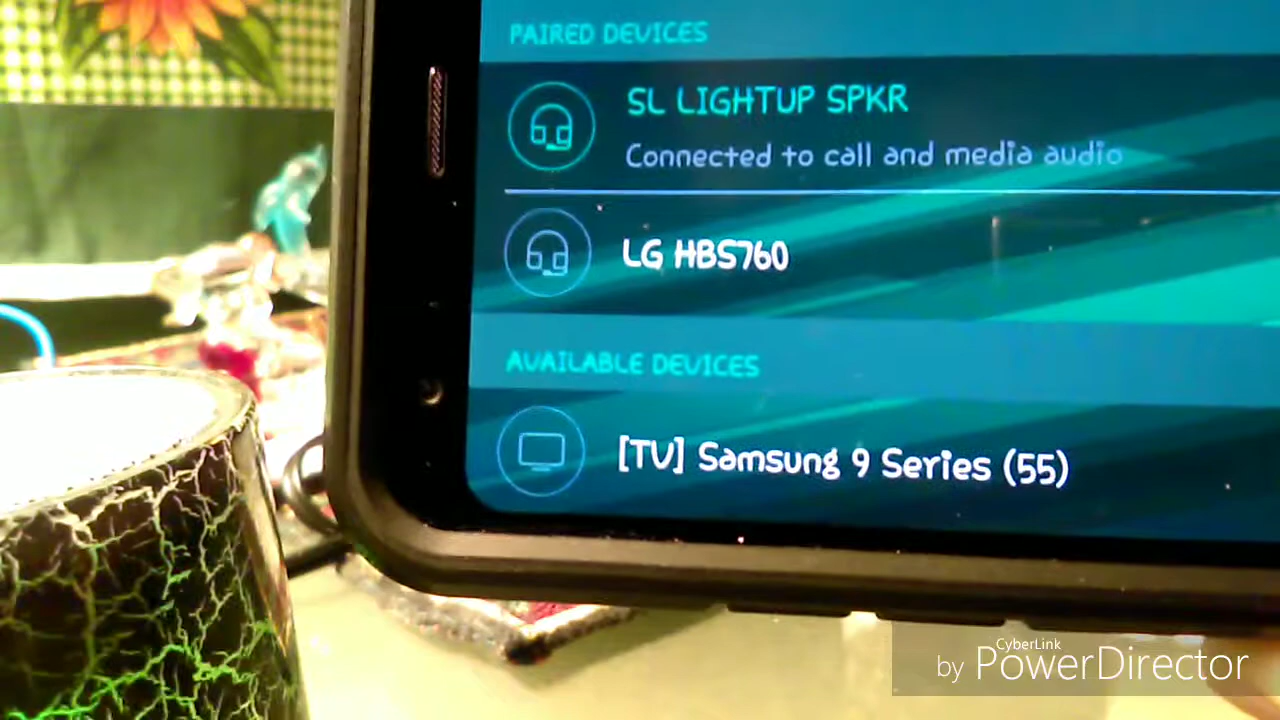 PAIRED DEVICES
SL LIGHTUP SPKR
Connected to call and media audio
LG HBS760
AVAILABLE DEVICES
[TV] Samsung 9 Series (55)
CyberLink
by PowerDirector